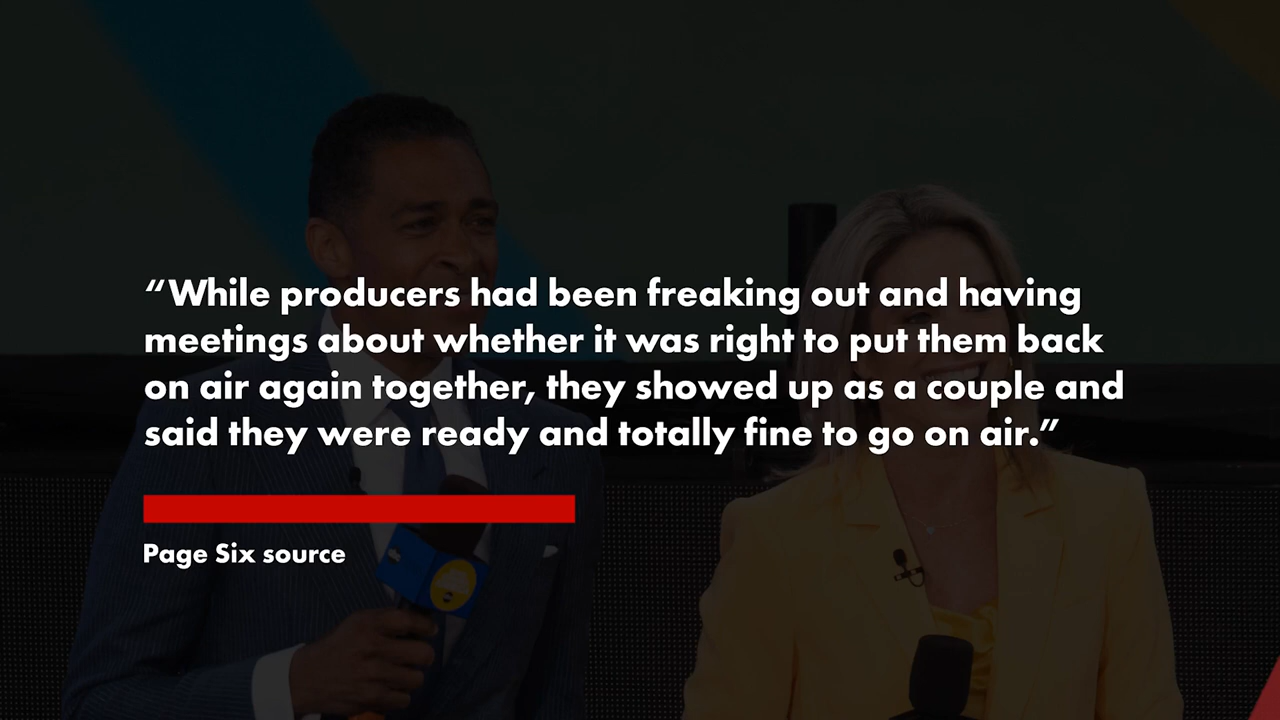 “While producers had been freaking out and having
meetings about whether it was right to put them back
on air again together, they showed up as a couple and
said they were ready and totally fine to go on air.”
Page Six source